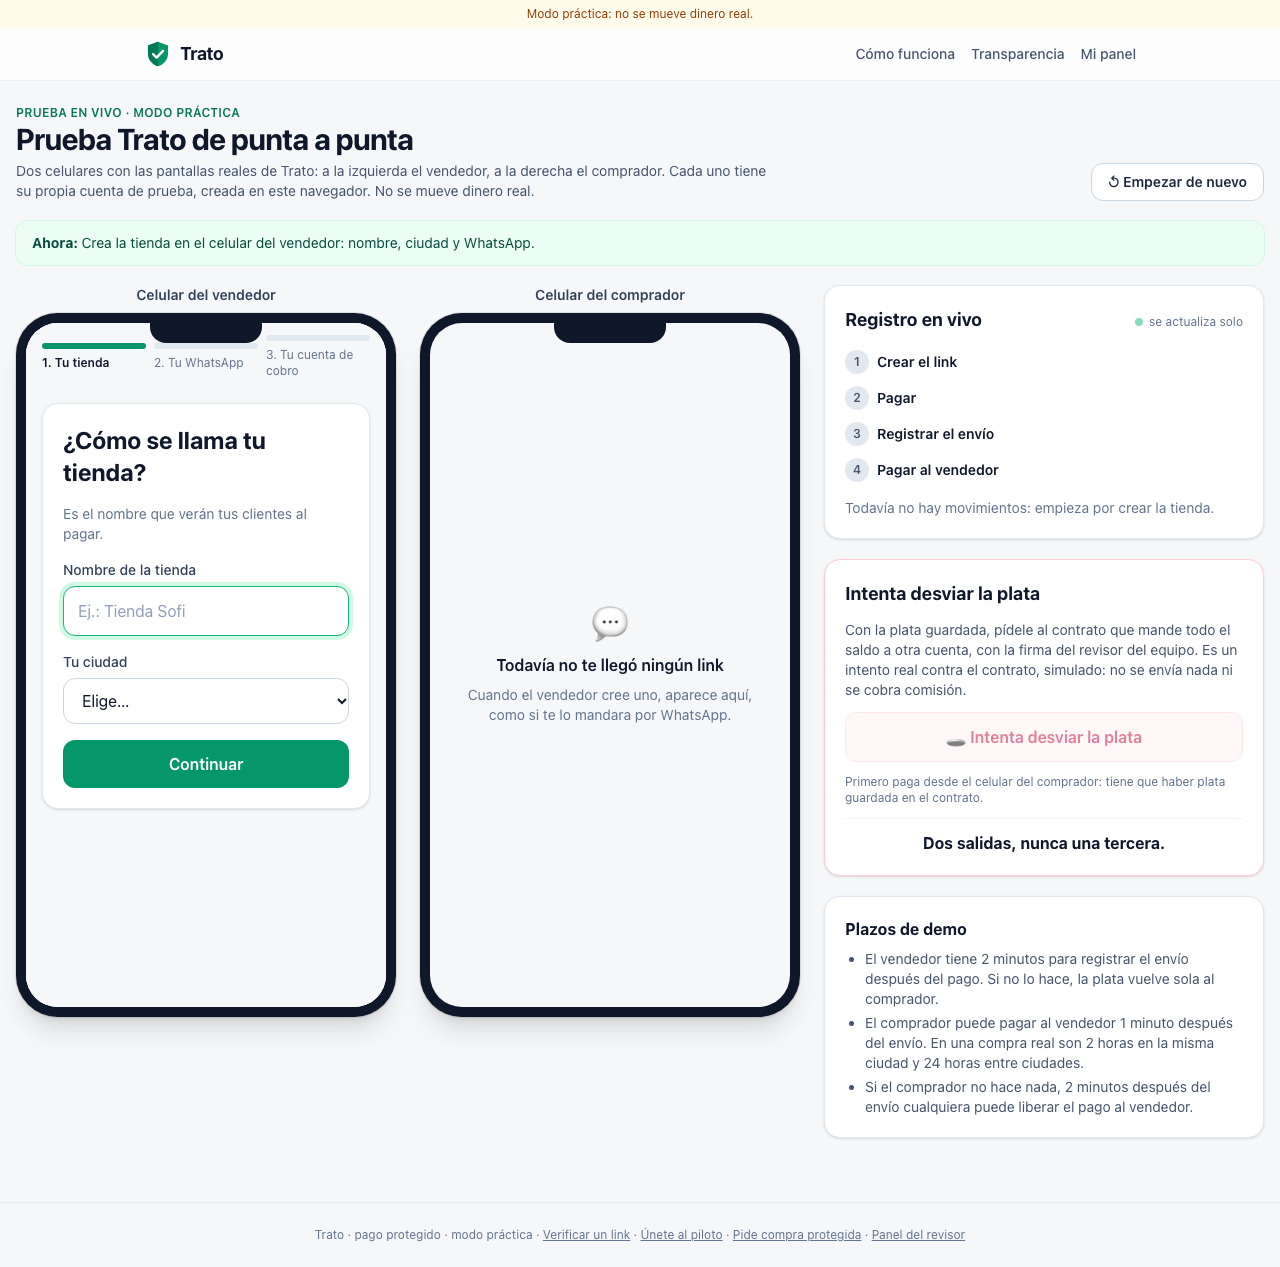 Modo práctica: no se mueve dinero real.
Trato
Cómo funciona
Transparencia
Mi panel
PRUEBA EN VIVO · MODO PRÁCTICA
Prueba Trato de punta a punta
Dos celulares con las pantallas reales de Trato: a la izquierda el vendedor, a la derecha el comprador. Cada uno tiene
su propia cuenta de prueba, creada en este navegador. No se mueve dinero real.
Empezar de nuevo
Ahora: Crea la tienda en el celular del vendedor: nombre, ciudad y WhatsApp.
Celular del vendedor
1. Tu tienda
2. Tu WhatsApp
3. Tu cuenta de
cobro
¿Cómo se llama tu
tienda?
Es el nombre que verán tus clientes al
pagar.
Nombre de la tienda
Ej.: Tienda Sofi
Tu ciudad
Elige...
Continuar
Celular del comprador
Todavía no te llegó ningún link
Cuando el vendedor cree uno, aparece aquí,
como si te lo mandara por WhatsApp.
Registro en vivo
se actualiza solo
1 Crear el link
2 Pagar
3 Registrar el envío
4 Pagar al vendedor
Todavía no hay movimientos: empieza por crear la tienda.
Intenta desviar la plata
Con la plata guardada, pídele al contrato que mande todo el
saldo a otra cuenta, con la firma del revisor del equipo. Es un
intento real contra el contrato, simulado: no se envía nada ni
se cobra comisión.
Intenta desviar la plata
Primero paga desde el celular del comprador: tiene que haber plata
guardada en el contrato.
Dos salidas, nunca una tercera.
Plazos de demo
• El vendedor tiene 2 minutos para registrar el envío
después del pago. Si no lo hace, la plata vuelve sola al
comprador.
• El comprador puede pagar al vendedor 1 minuto después
del envío. En una compra real son 2 horas en la misma
ciudad y 24 horas entre ciudades.
• Si el comprador no hace nada, 2 minutos después del
envío cualquiera puede liberar el pago al vendedor.
Trato · pago protegido · modo práctica · Verificar un link · Únete al piloto · Pide compra protegida · Panel del revisor